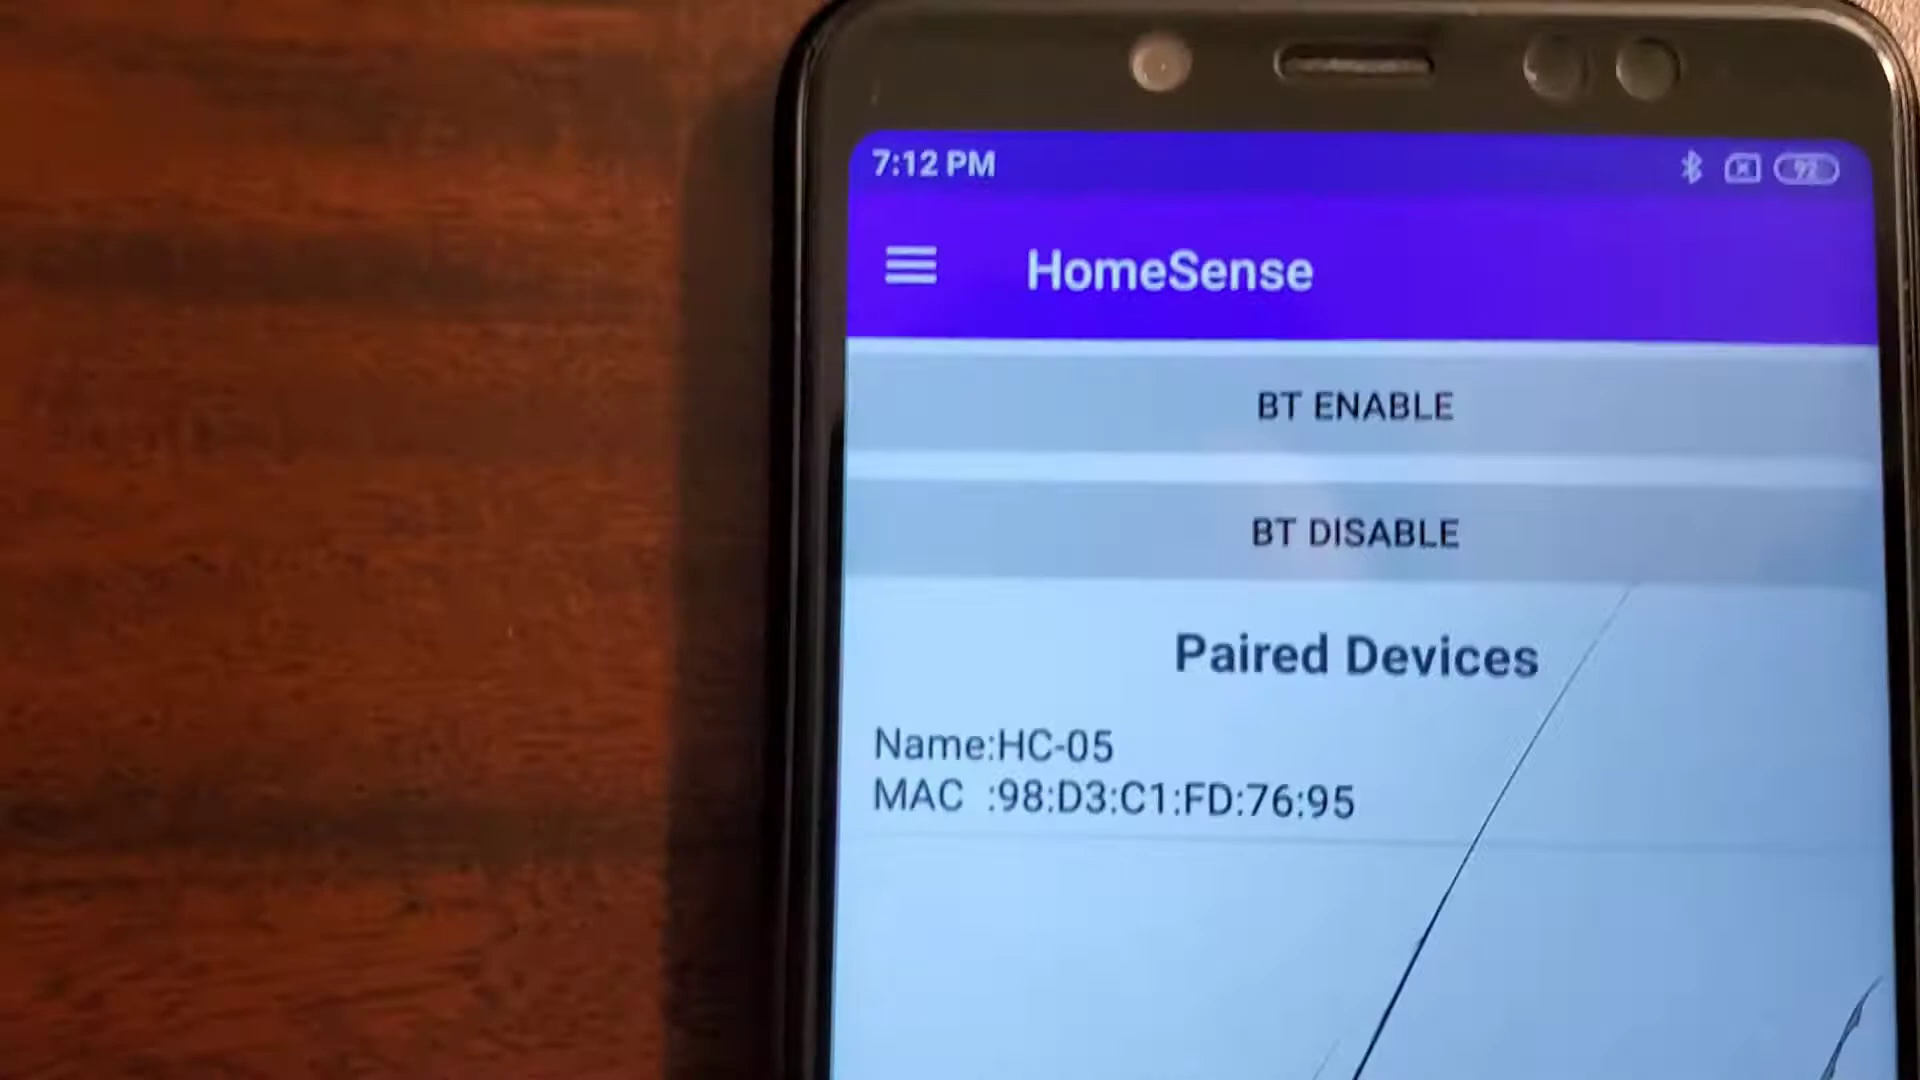 7:12 PM
92
HomeSense
BT ENABLE
BT DISABLE
Paired Devices
Name:HC-05
MAC :98:D3:C1:FD:76:95